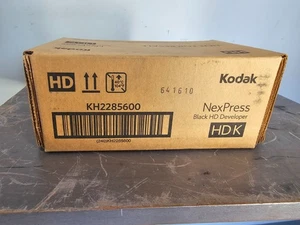 HD
Kodak
641610
KH2285600
NexPress
Black HD Developer
HD K